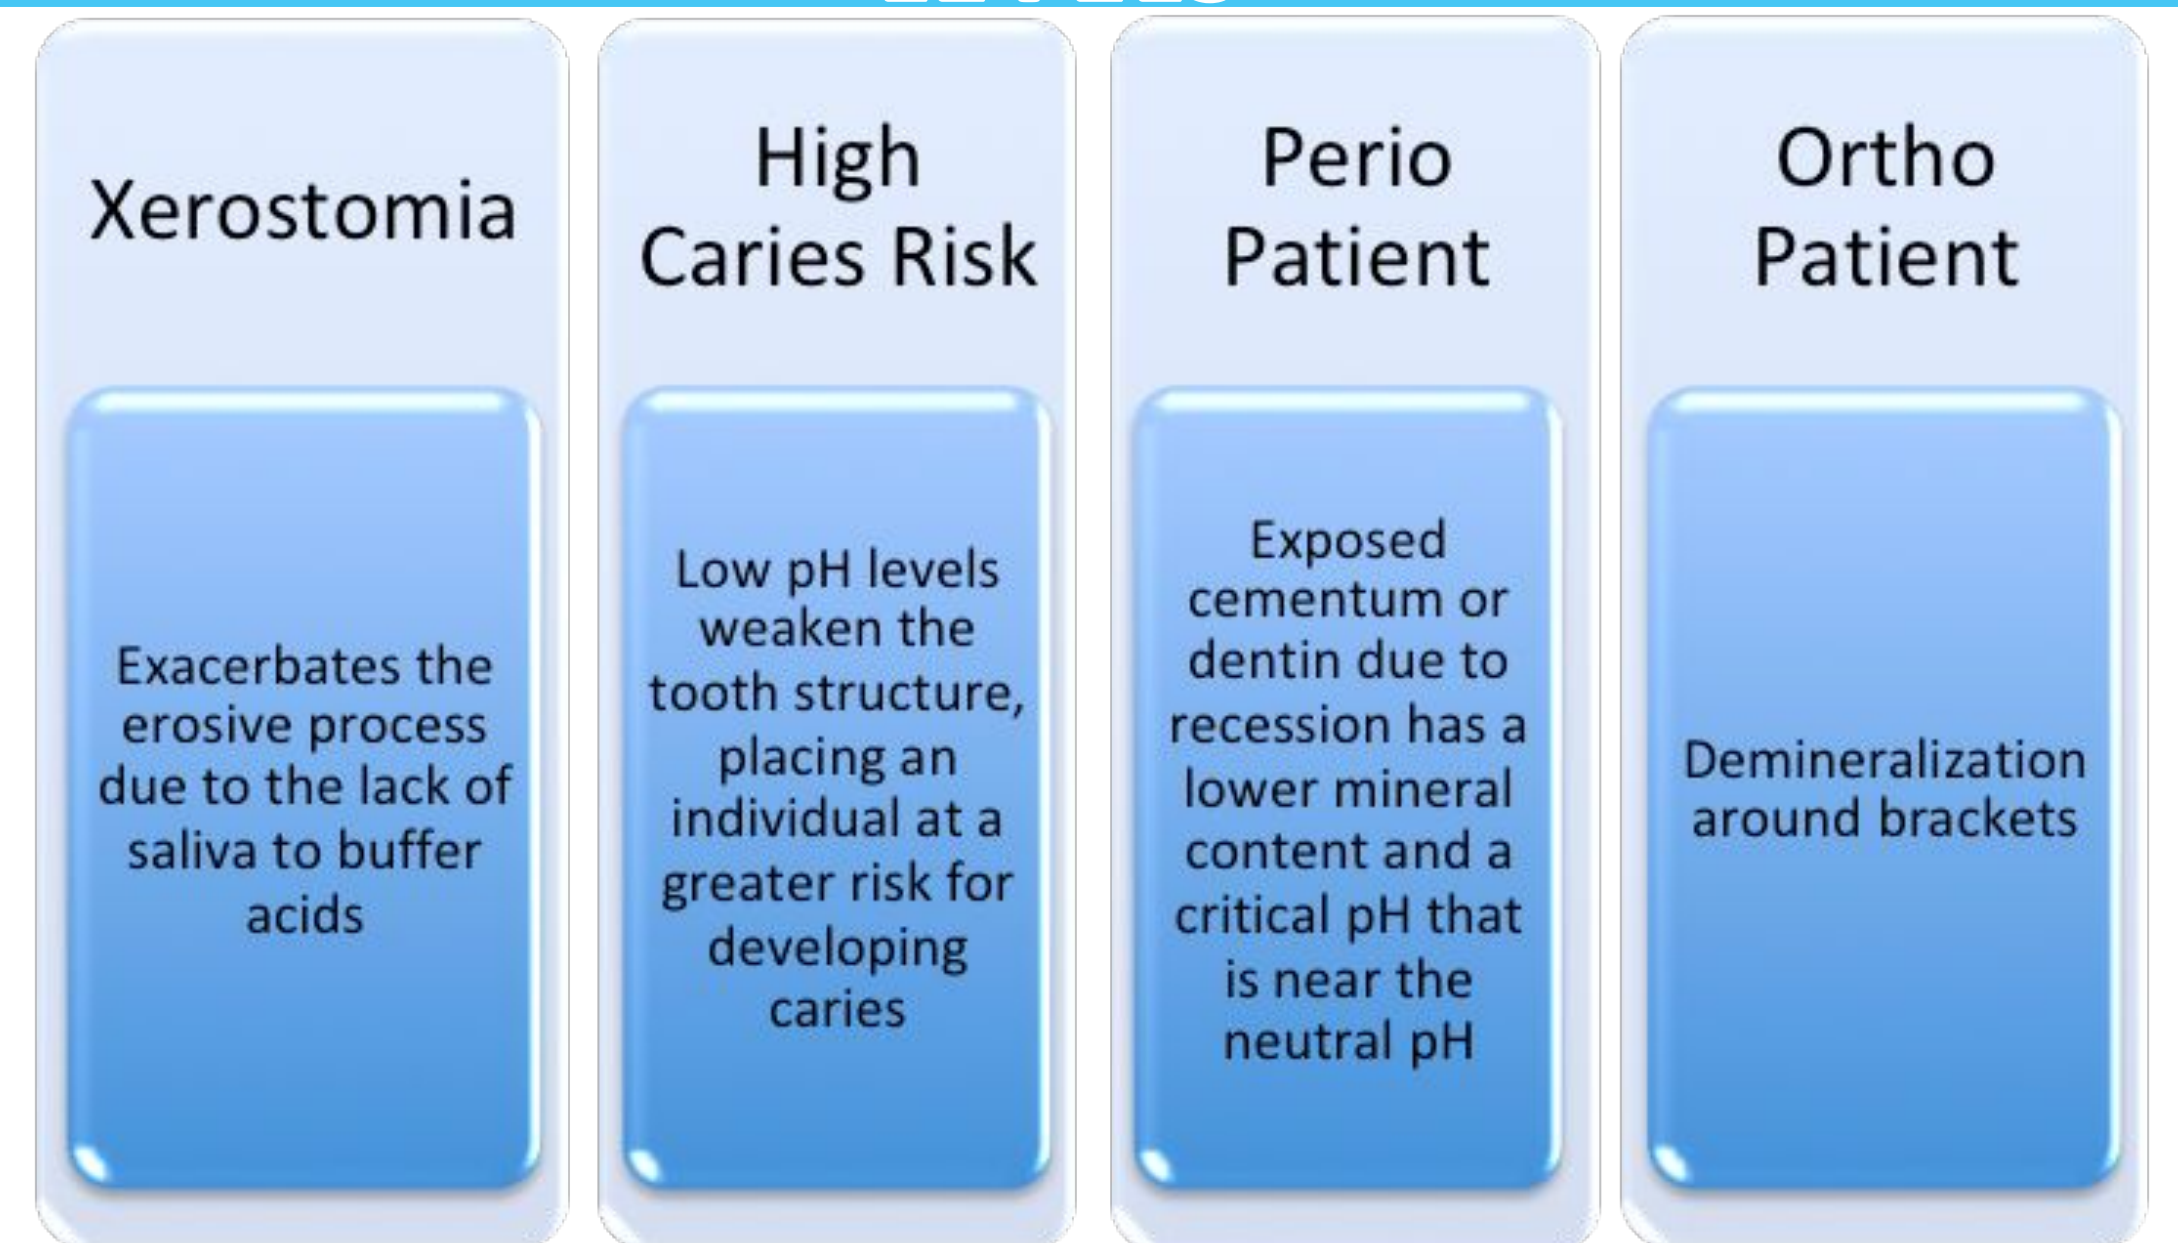 Xerostomia
Exacerbates the
erosive process
due to the lack of
saliva to buffer
acids
High
Caries Risk
Low pH levels
weaken the
tooth structure,
placing an
individual at a
greater risk for
developing
caries
Perio
Patient
Exposed
cementum or
dentin due to
recession has a
lower mineral
content and a
critical pH that
is near the
neutral pH
Ortho
Patient
Demineralization
around brackets